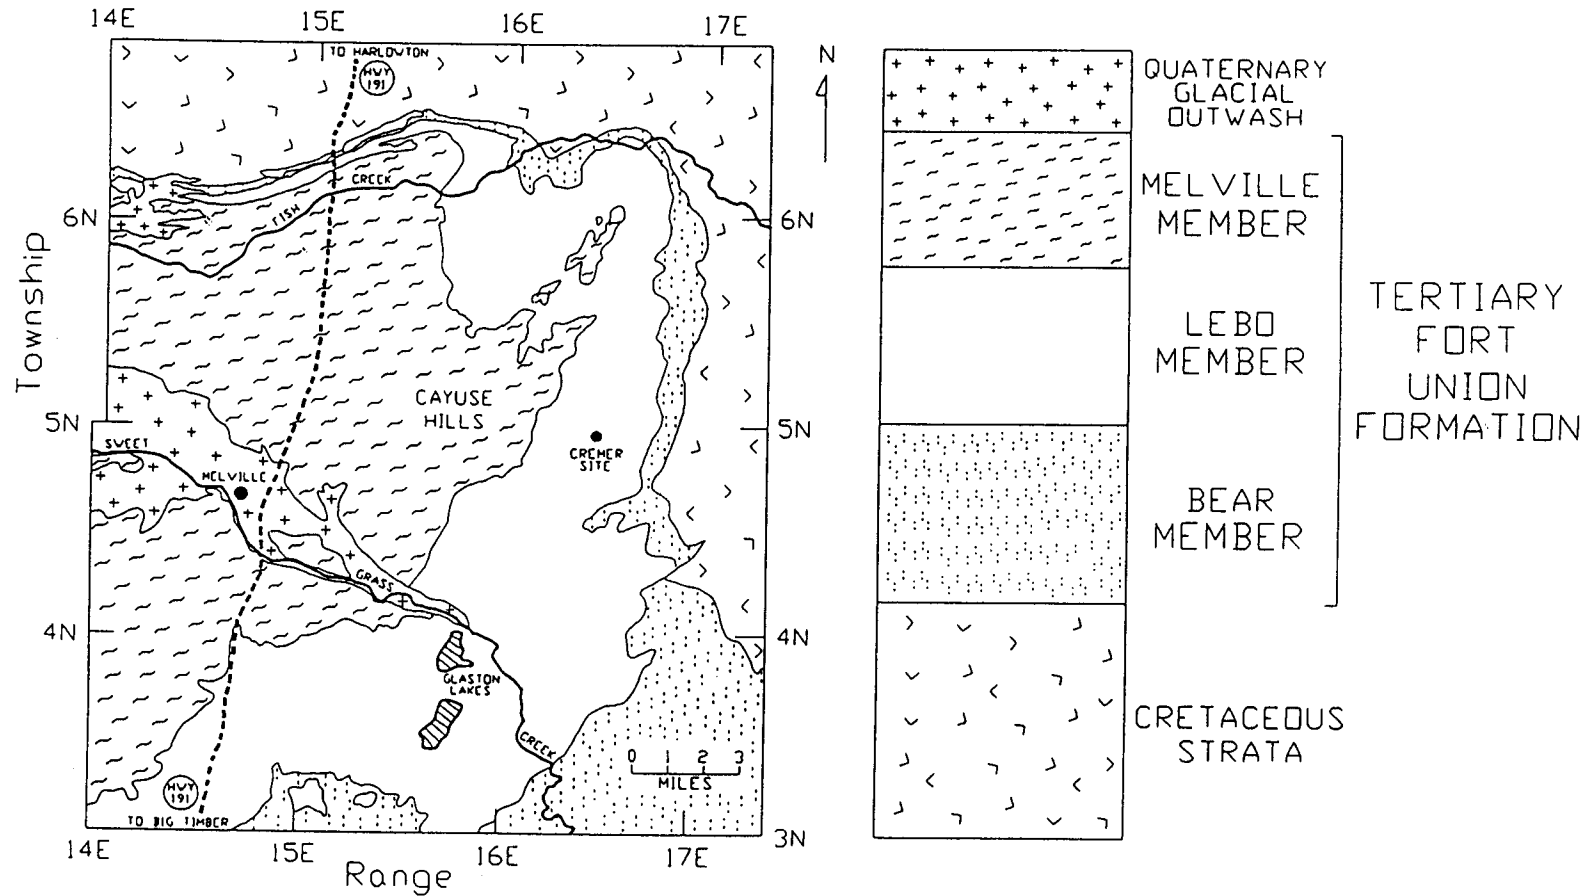 14E
15E
16E
17E
TO HARLOWTON
HWY
191
N
6N
6N
CREEK
FISH
D
Township
CAYUSE
HILLS
5N
5N
SWEET
MELVILLE
CREMER
SITE
GRASS
4N
4N
GLASTON
LAKES
CREEK
0 1 2 3
MILES
HWY
191
TO BIG TIMBER
3N
14E
15E
16E
17E
Range
QUATERNARY
GLACIAL
OUTWASH
MELVILLE
MEMBER
LEBO
MEMBER
BEAR
MEMBER
CRETACEOUS
STRATA
TERTIARY
FORT
UNION
FORMATION